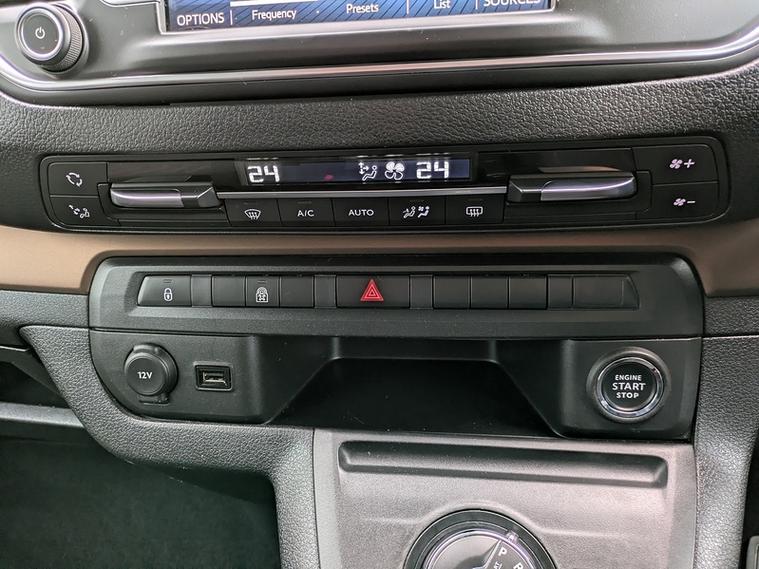 OPTIONS Frequency Presets List SOURCES
24 24
A/C AUTO
12V
ENGINE
START
STOP
P
R